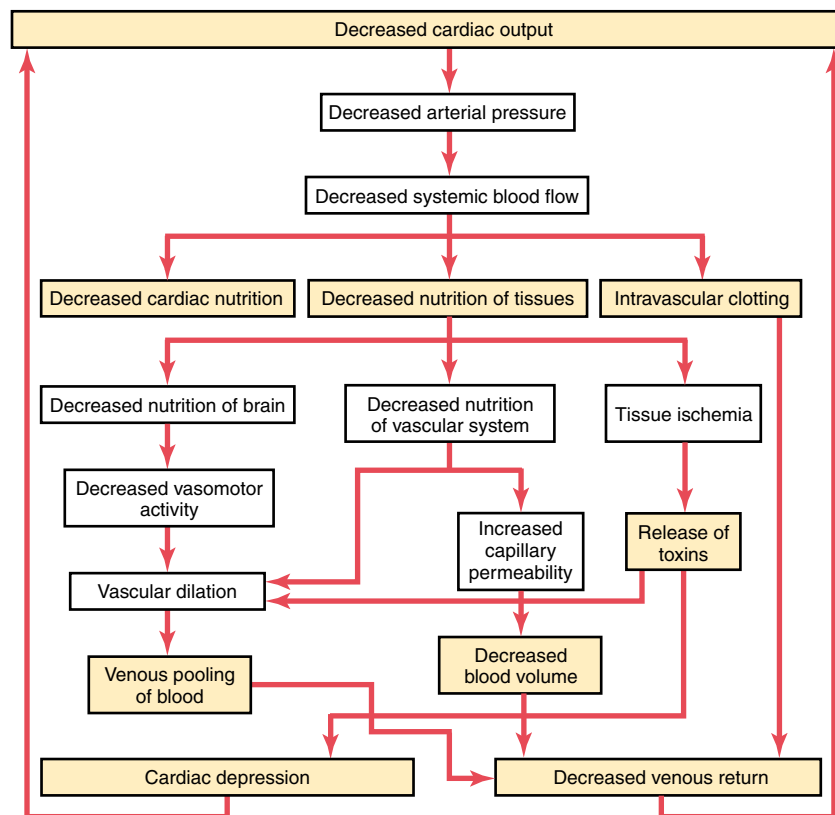 Decreased cardiac output
Decreased arterial pressure
Decreased systemic blood flow
Decreased cardiac nutrition
Decreased nutrition of tissues
Intravascular clotting
Decreased nutrition of brain
Decreased nutrition
of vascular system
Tissue ischemia
Decreased vasomotor
activity
Increased
capillary
permeability
Release of
toxins
Vascular dilation
Venous pooling
of blood
Decreased
blood volume
Cardiac depression
Decreased venous return